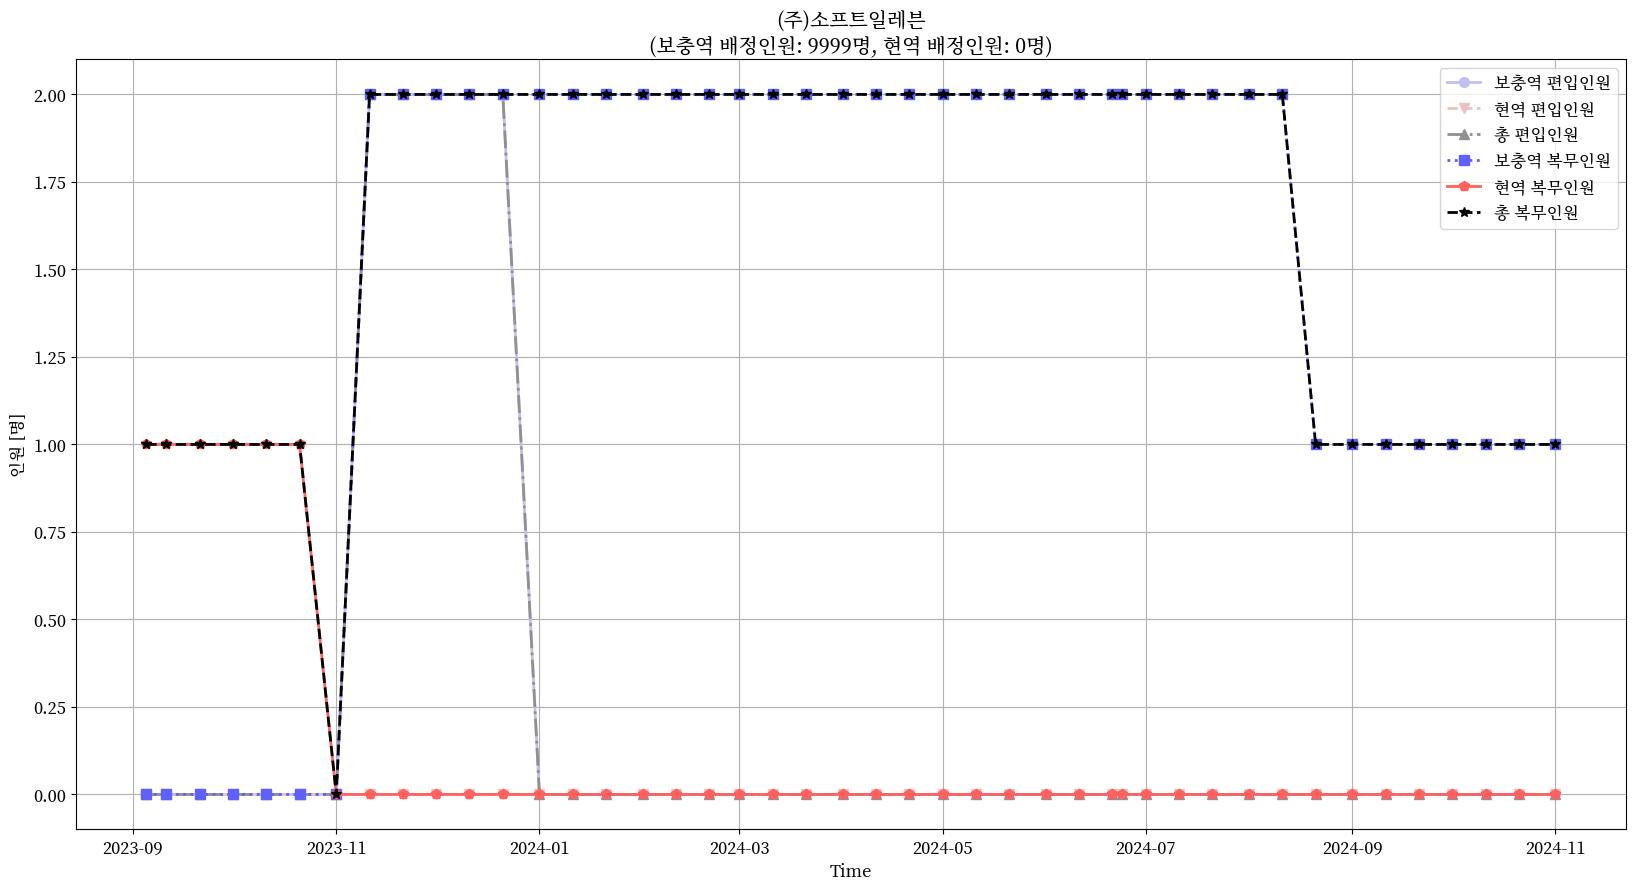 (주)소프트일레븐
(보충역 배정인원: 9999명, 현역 배정인원: 0명)
보충역 편입인원
현역 편입인원
총 편입인원
보충역 복무인원
현역 복무인원
총 복무인원
인원 [명]
2.00
1.75
1.50
1.25
1.00
0.75
0.50
0.25
0.00
2023-09
2023-11
2024-01
2024-03
2024-05
2024-07
2024-09
2024-11
Time